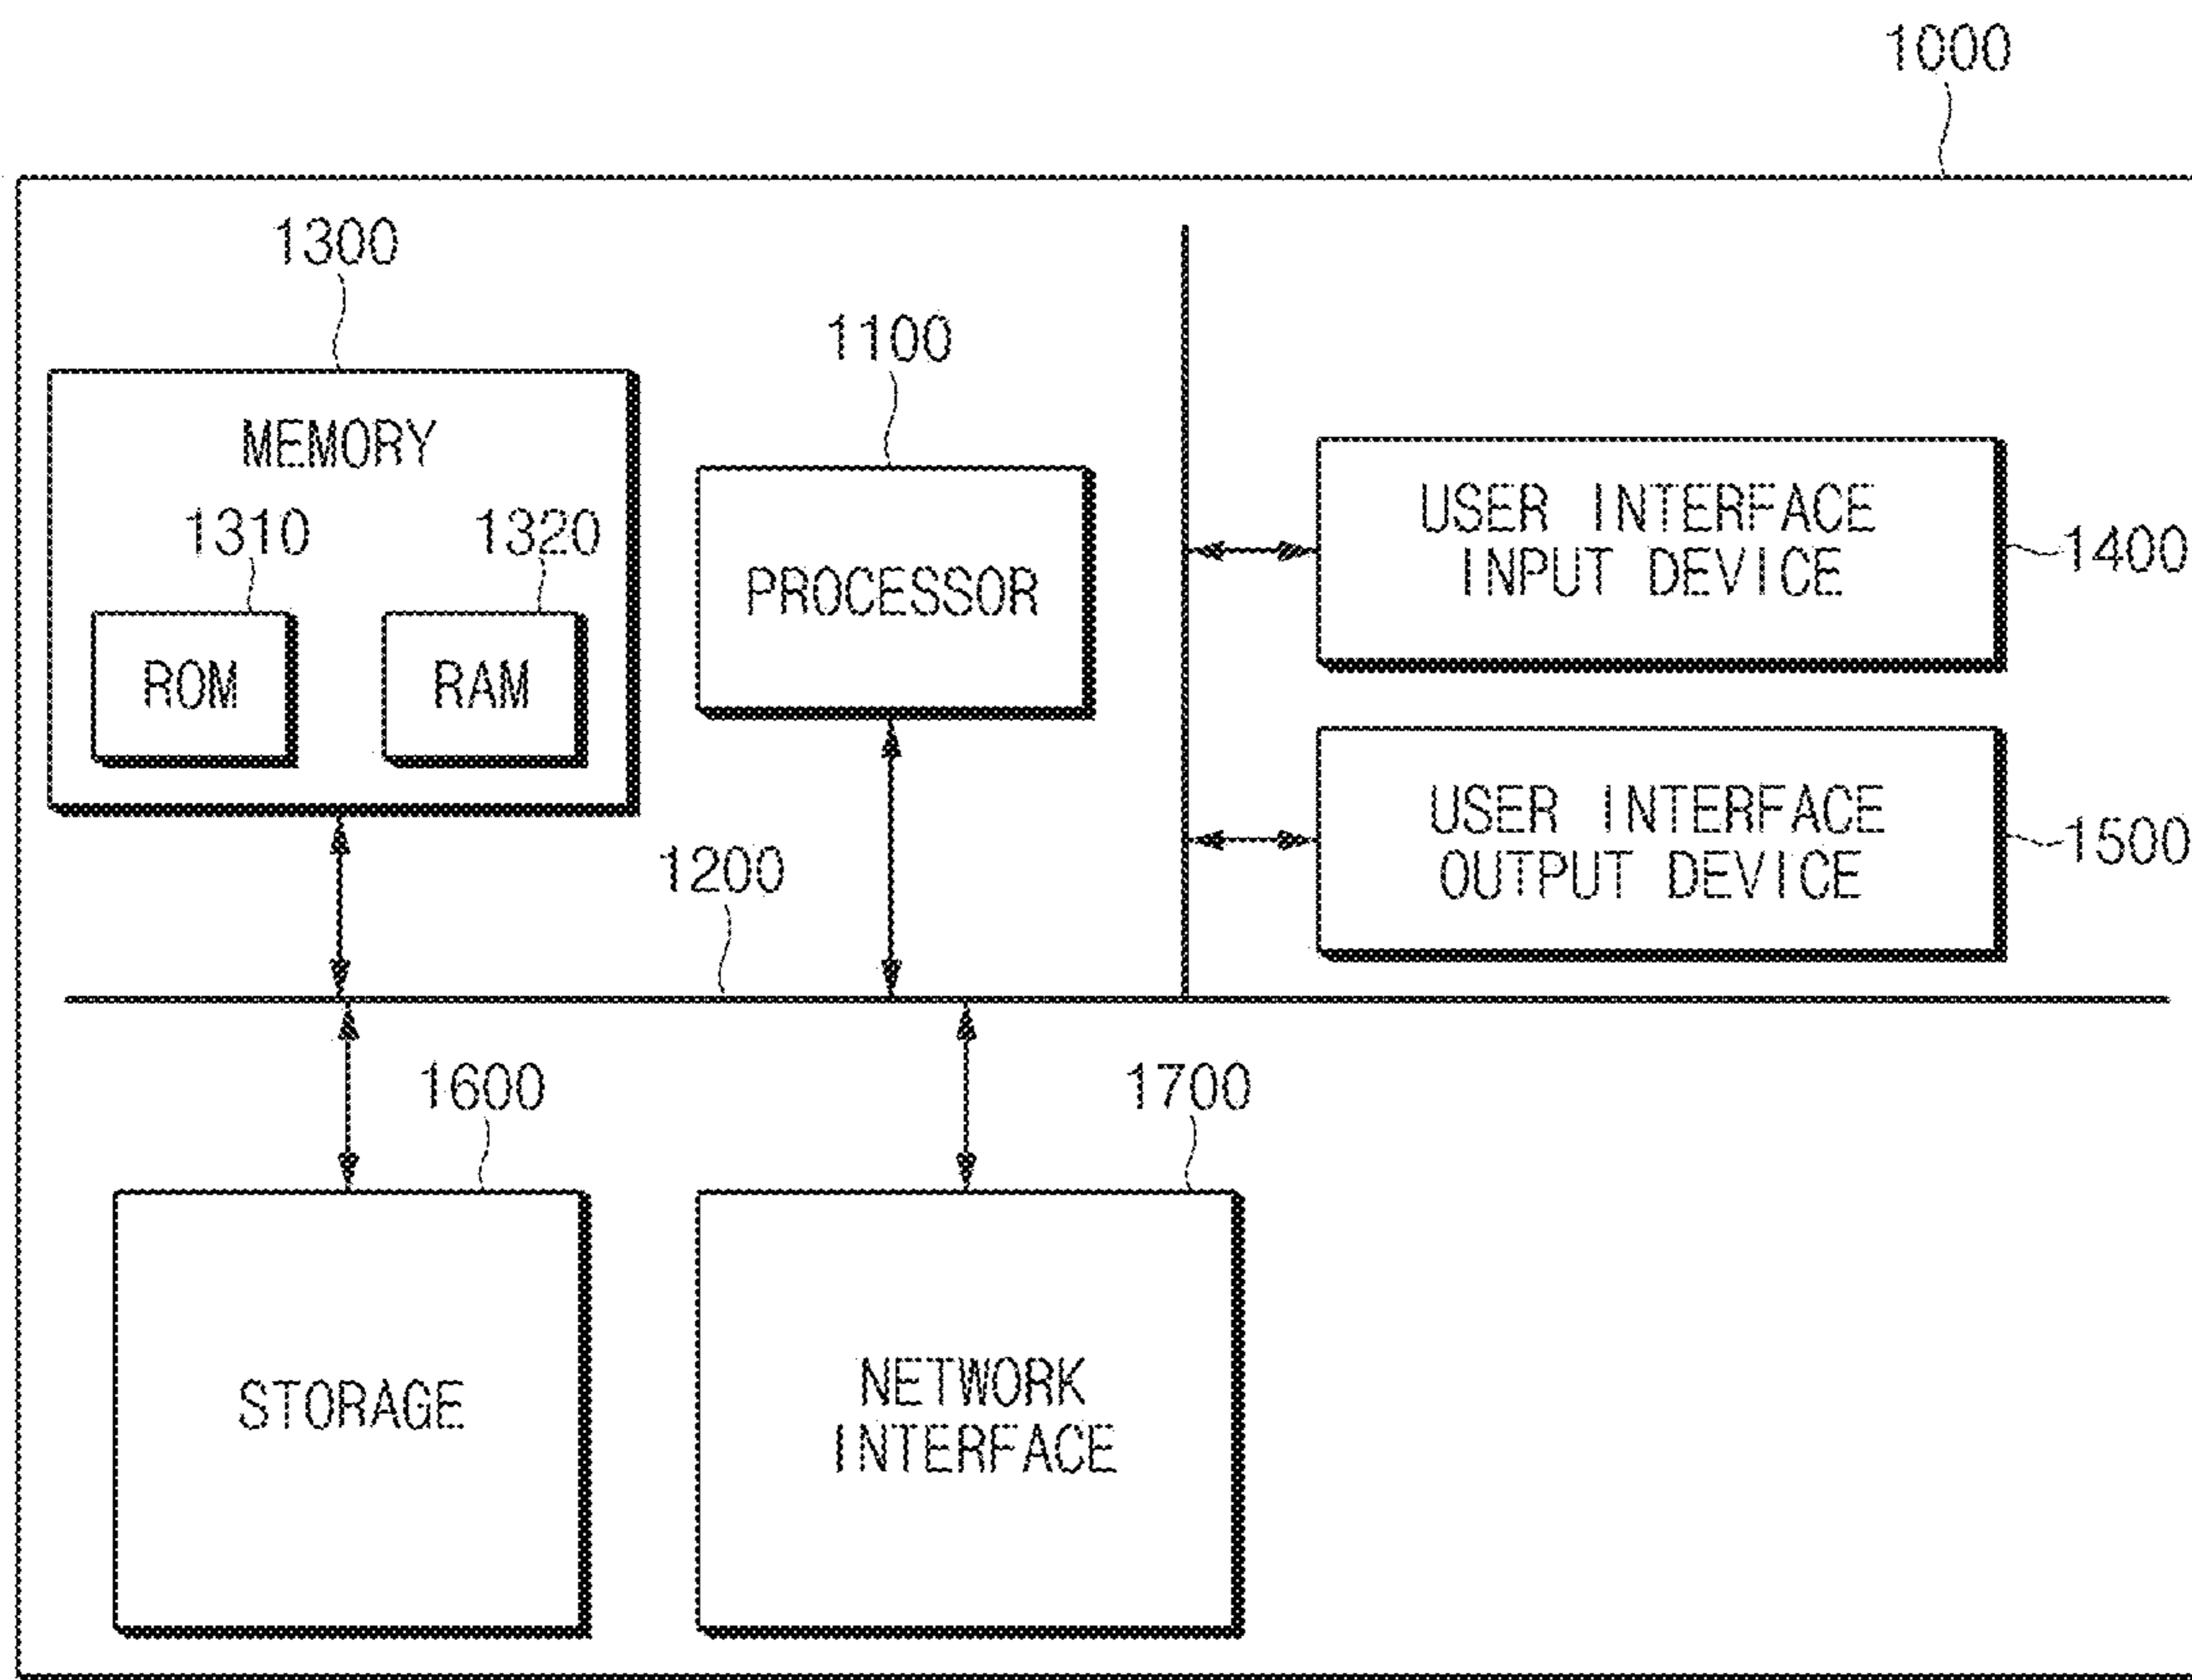 1000
1300
1100
MEMORY
1310
1320
ROM
RAM
PROCESSOR
USER INTERFACE
INPUT DEVICE
1400
USER INTERFACE
OUTPUT DEVICE
1500
1200
1600
1700
STORAGE
NETWORK
INTERFACE